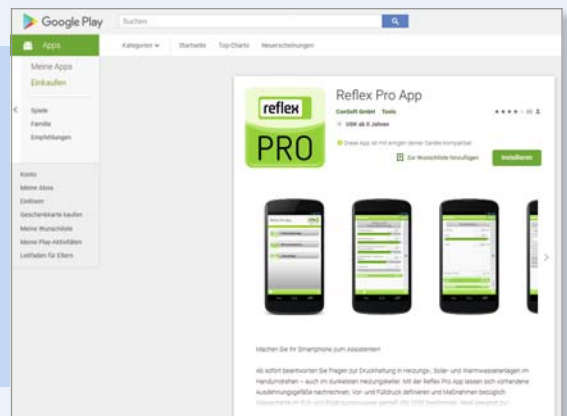 Google Play
Suchen
Apps
Kategorien
Startseite
Top-Charts
Neuerscheinungen
Meine Apps
Einkaufen
Spiele
Familie
Empfehlungen
Konto
Meine Abos
Einlösen
Geschenkkarte kaufen
Meine Wunschliste
Meine Play-Aktivitäten
Leitfaden für Eltern
reflex
PRO
Reflex Pro App
ConSoft GmbH Tools
USK ab 0 Jahren
Diese App ist mit einigen deiner Geräte kompatibel.
Zur Wunschliste hinzufügen
Installieren
Machen Sie Ihr Smartphone zum Assistenten!
Ab sofort beantworten Sie Fragen zur Druckhaltung in Heizungs-, Solar- und Warmwasseranlagen im
Handumdrehen – auch im dunkelsten Heizungskeller. Mit der Reflex Pro App lassen sich vorhandene
Ausdehnungsgefäße nachrechnen, Vor- und Fülldruck definieren und Maßnahmen bezüglich